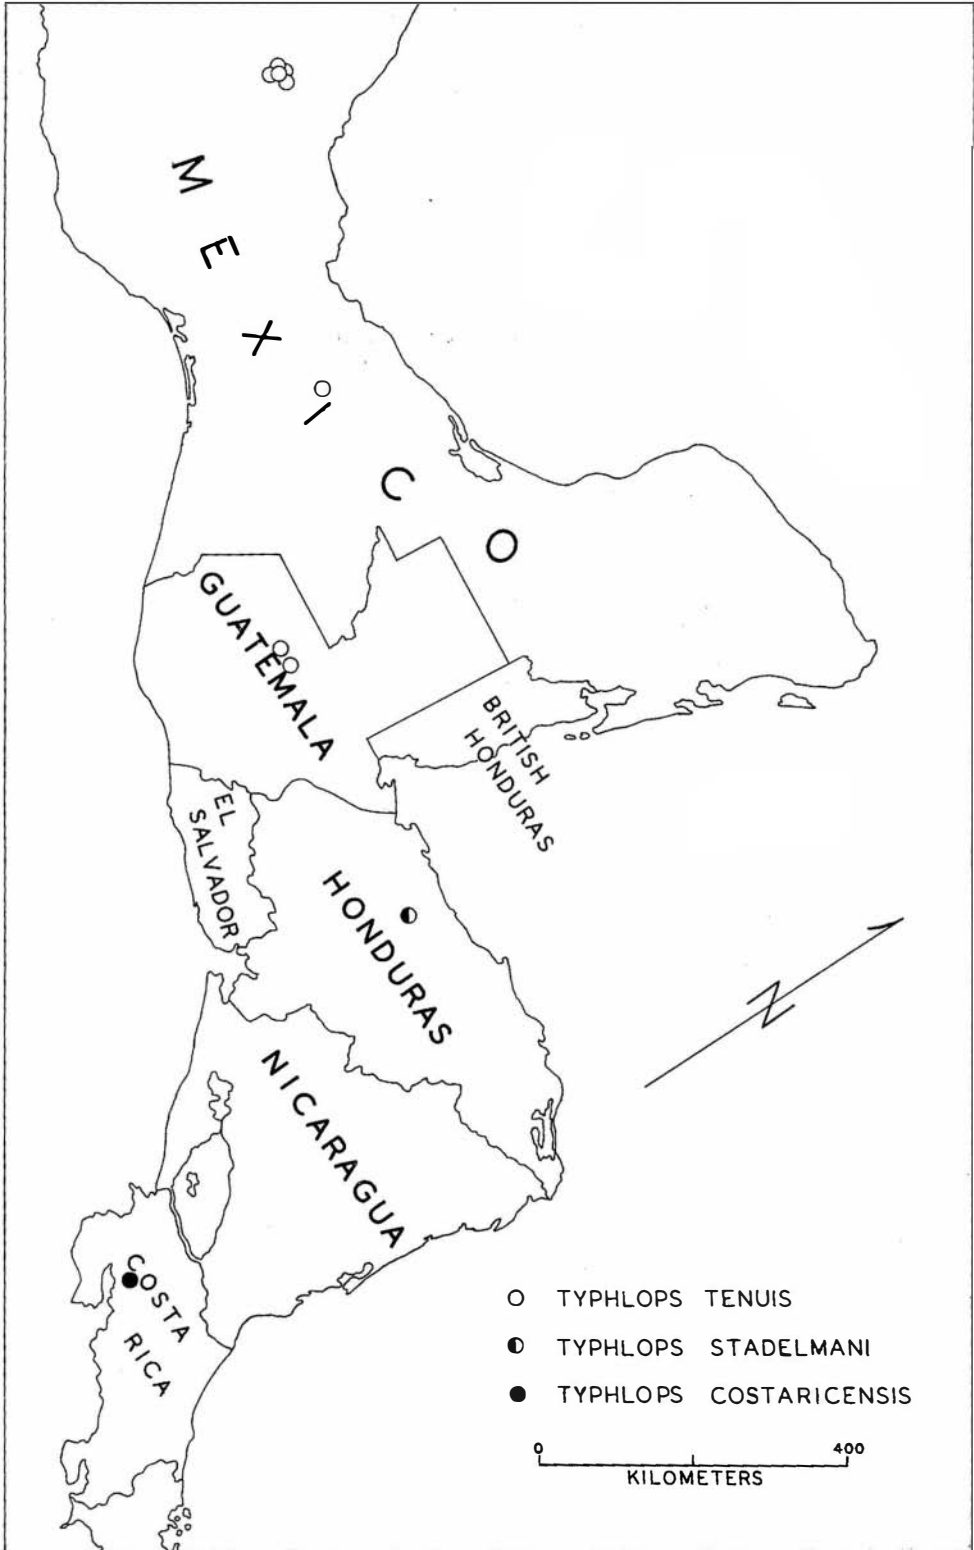 MEXICO
GUATEMALA
BRITISH
HONDURAS
EL
SALVADOR
HONDURAS
NICARAGUA
COSTA
RICA
N
TYPHLOPS TENUIS
TYPHLOPS STADELMANI
TYPHLOPS COSTARICENSIS
0 400
KILOMETERS